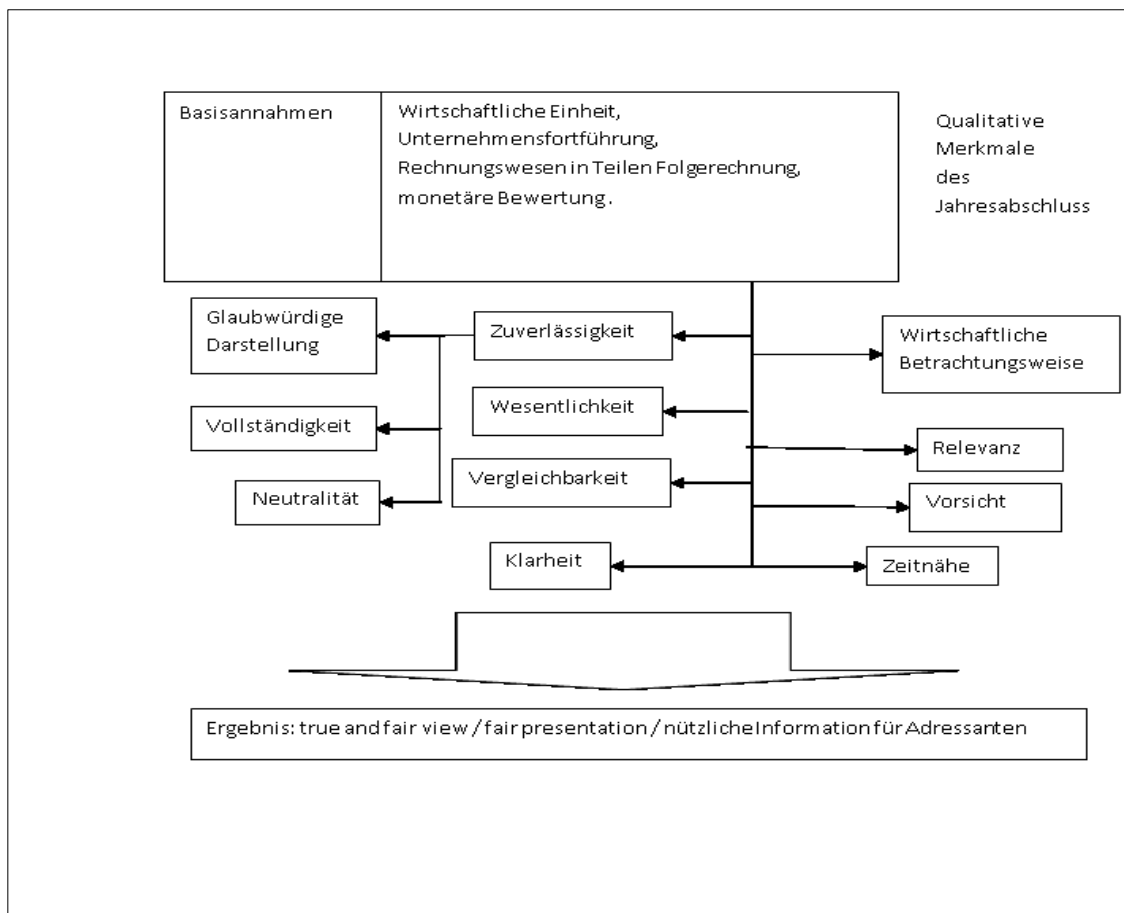 Basisannahmen
Wirtschaftliche Einheit,
Unternehmensfortführung,
Rechnungswesen in Teilen Folgerechnung,
monetäre Bewertung.
Qualitative
Merkmale
des
Jahresabschluss
Glaubwürdige
Darstellung
Zuverlässigkeit
Wirtschaftliche
Betrachtungsweise
Wesentlichkeit
Vollständigkeit
Relevanz
Vergleichbarkeit
Neutralität
Vorsicht
Klarheit
Zeitnähe
Ergebnis: true and fair view / fair presentation / nützliche Information für Adressanten